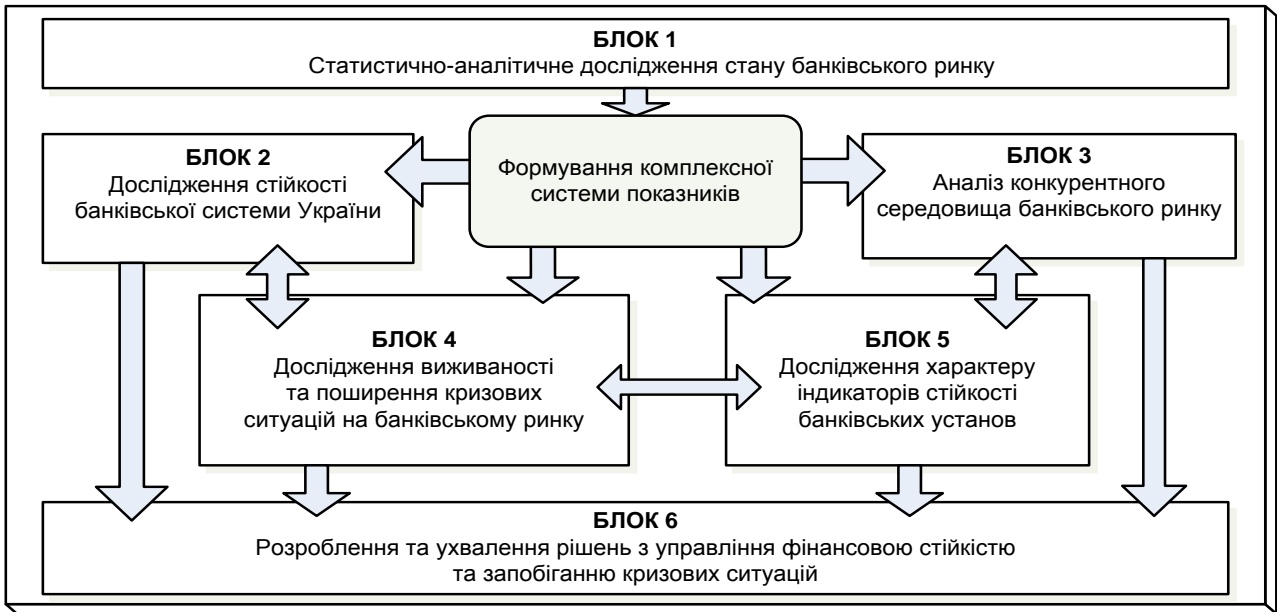 БЛОК 1
Статистично-аналітичне дослідження стану банківського ринку
БЛОК 2
Дослідження стійкості
банківської системи України
Формування комплексної
системи показників
БЛОК 3
Аналіз конкурентного
середовища банківського ринку
БЛОК 4
Дослідження виживаності
та поширення кризових
ситуацій на банківському ринку
БЛОК 5
Дослідження характеру
індикаторів стійкості
банківських установ
БЛОК 6
Розроблення та ухвалення рішень з управління фінансовою стійкістю
та запобіганню кризових ситуацій